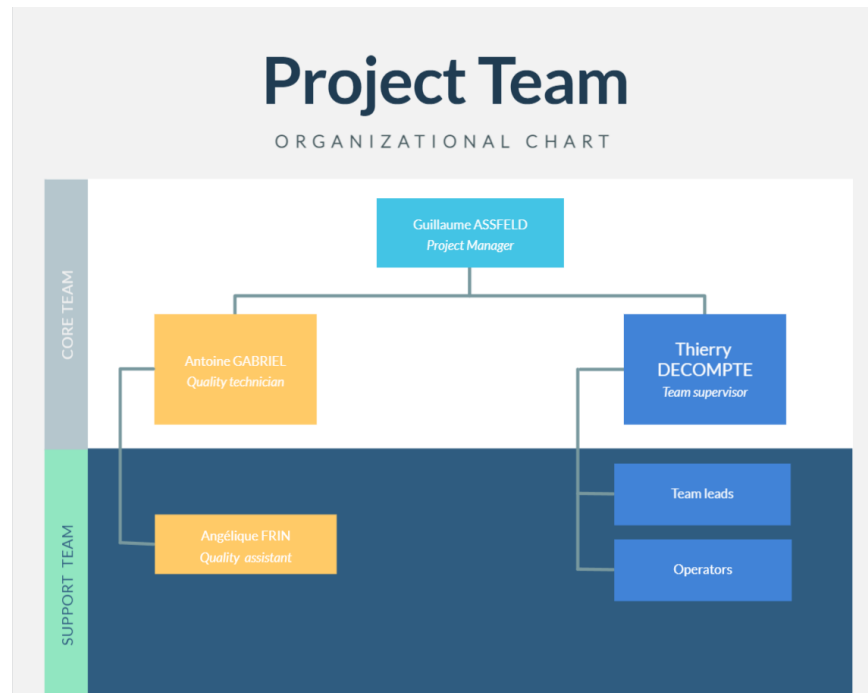 Project Team
ORGANIZATIONAL CHART
CORE TEAM
Guillaume ASSFELD
Project Manager
Antoine GABRIEL
Quality technician
Thierry
DECOMPTE
Team supervisor
SUPPORT TEAM
Angélique FRIN
Quality assistant
Team leads
Operators